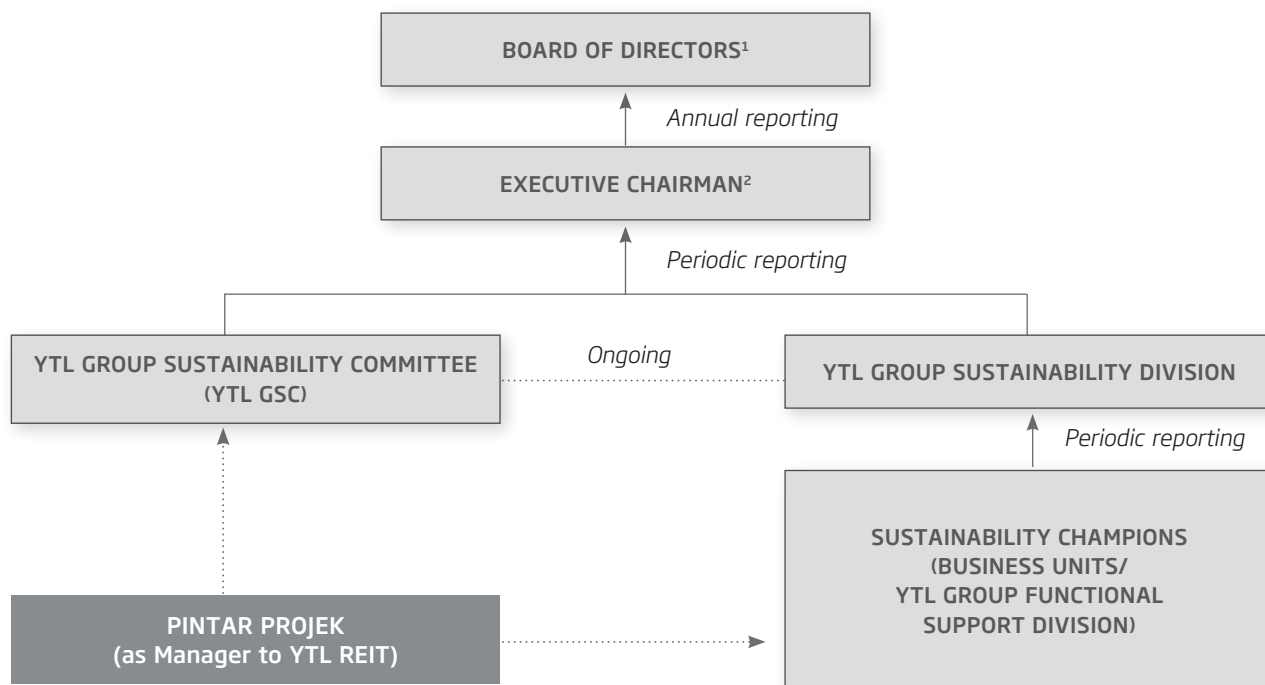 BOARD OF DIRECTORS¹
Annual reporting
EXECUTIVE CHAIRMAN²
Periodic reporting
YTL GROUP SUSTAINABILITY COMMITTEE
(YTL GSC)
Ongoing
YTL GROUP SUSTAINABILITY DIVISION
Periodic reporting
SUSTAINABILITY CHAMPIONS
(BUSINESS UNITS/
YTL GROUP FUNCTIONAL
SUPPORT DIVISION)
PINTAR PROJEK
(as Manager to YTL REIT)